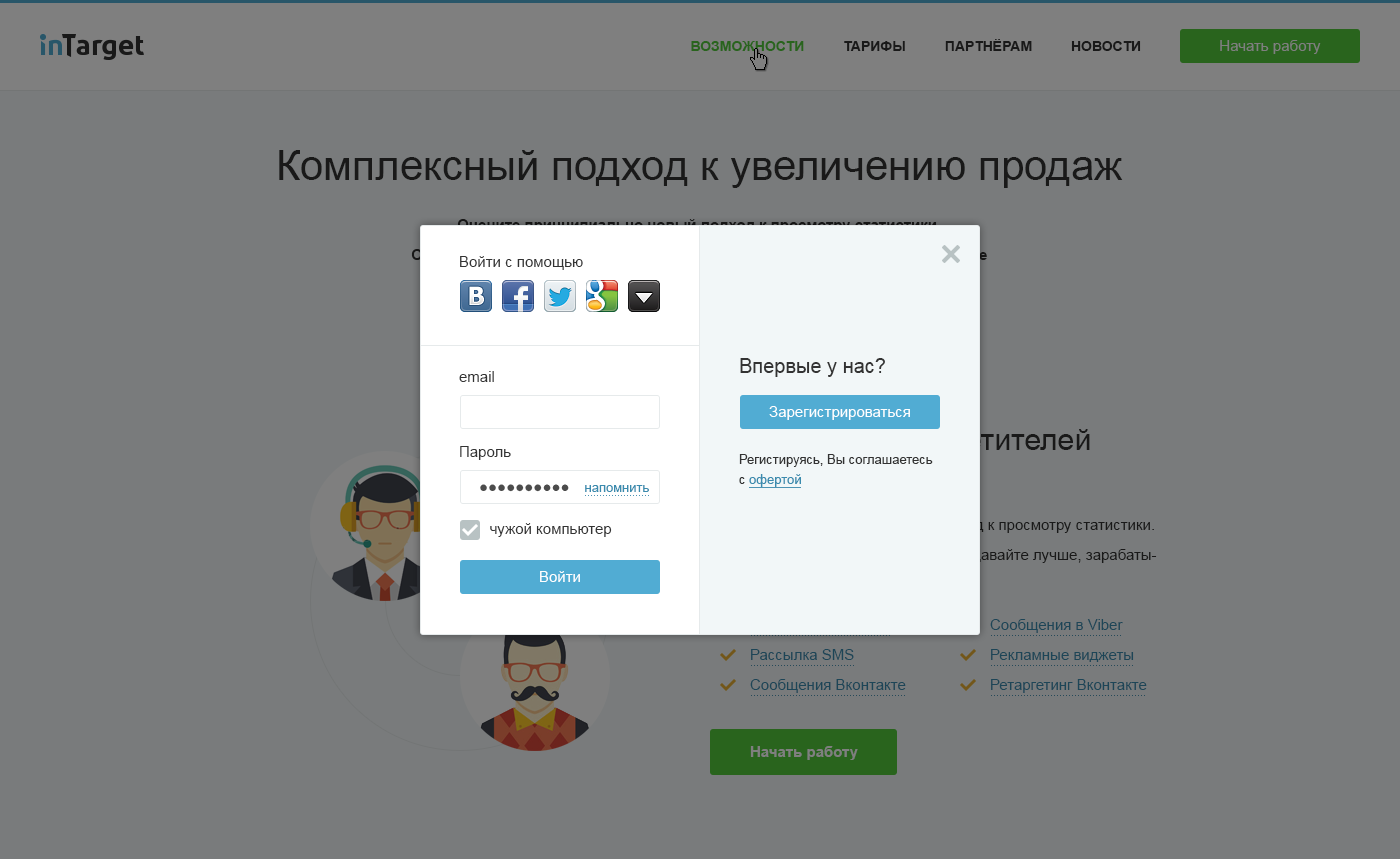 inTarget
ВОЗМОЖНОСТИ ТАРИФЫ ПАРТНЁРАМ НОВОСТИ Начать работу
Комплексный подход к увеличению продаж
Оцените принципиально новый подход к просмотру статистики.
Войти с помощью
email
Пароль
напомнить
чужой компьютер
Войти
Впервые у нас?
Зарегистрироваться
Регистируясь, Вы соглашаетесь
с офертой
тителей
к просмотру статистики.
давайте лучше, зарабаты-
Сообщения в Viber
Рассылка SMS Рекламные виджеты
Сообщения Вконтакте Ретаргетинг Вконтакте
Начать работу